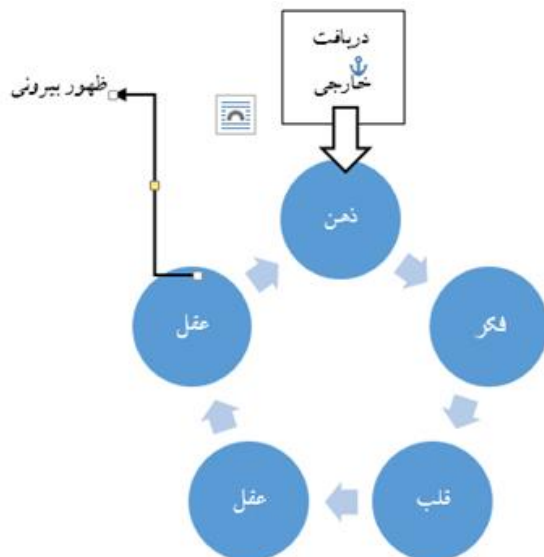 دریافت
خارجی
ظهور بیرونی
ذهن
فکر
قلب
عقل
عقل